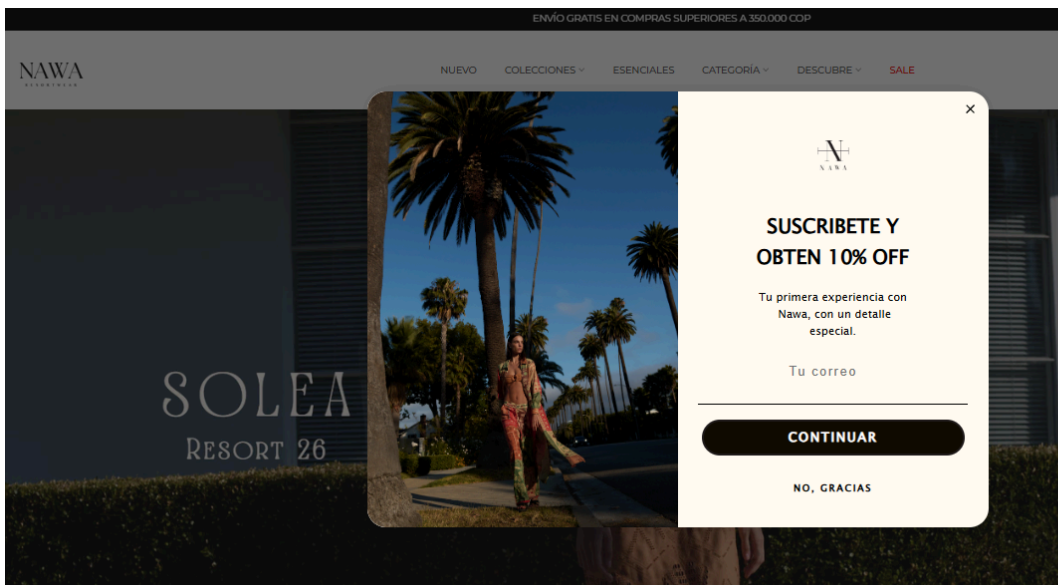 ENVÍO GRATIS EN COMPRAS SUPERIORES A 350.000 COP
NAWA
RESORTWEAR
NUEVO COLECCIONES ESENCIALES CATEGORÍA DESCUBRE SALE
N
NAWA
SUSCRIBETE Y
OBTEN 10% OFF
Tu primera experiencia con
Nawa, con un detalle
especial.
Tu correo
CONTINUAR
NO, GRACIAS
SOLEA
RESORT 26